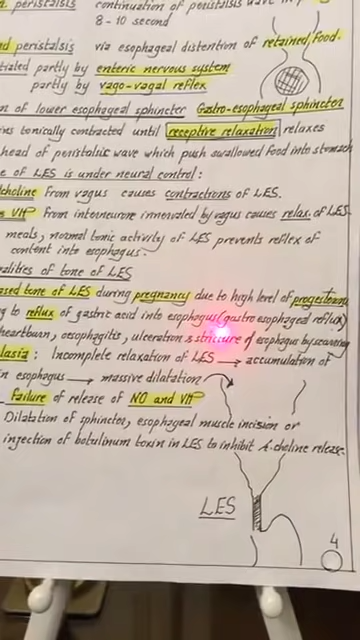 peristalsis continuation of peristaltic wave in
8-10 second
peristalsis via esophageal distention of retained food.
tiated partly by enteric nervous system
partly by vago-vagal reflex
n of lower esophageal sphincter Gastro-esophageal sphincter
ins tonically contracted until receptive relaxation relaxes
head of peristalsic wave which push swallowed food into stomach
e of LES is under neural control:
choline from vagus causes contractions of LES.
VIP from interneurone innovated by vagus causes relax. of LES
meals, normal tonic activity of LES prevents reflex of
content into esophagus.
alities of tone of LES
ased tone of LES during pregnancy due to high level of progesterone
g to reflux of gastric acid into esophagus (gastro esophageal reflux)
heartburn, oesophagitis, ulceration & stricture of esophagus by scarring
lasia: Incomplete relaxation of LES → accumulation of
in esophagus → massive dilatation
failure of release of NO and VIP
Dilatation of sphincter, esophageal muscle incision or
injection of botulinum toxin in LES to inhibit A.choline release.
LES
4